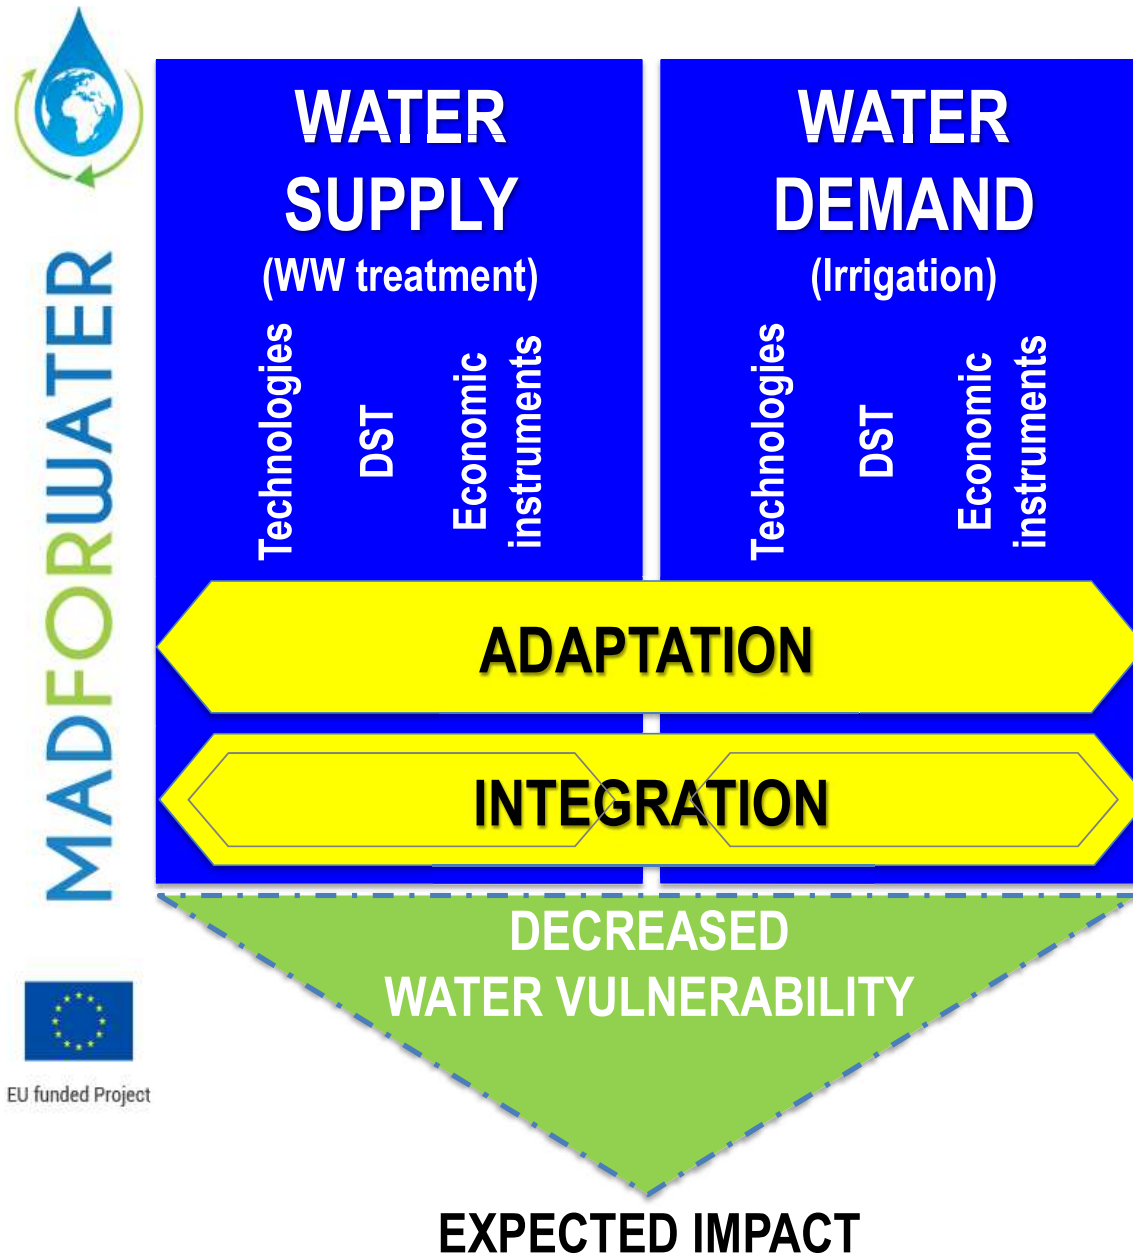 MADFORWATER
EU funded Project
WATER
SUPPLY
(WW treatment)
Technologies
DST
Economic
instruments
WATER
DEMAND
(Irrigation)
Technologies
DST
Economic
instruments
ADAPTATION
INTEGRATION
DECREASED
WATER VULNERABILITY
EXPECTED IMPACT